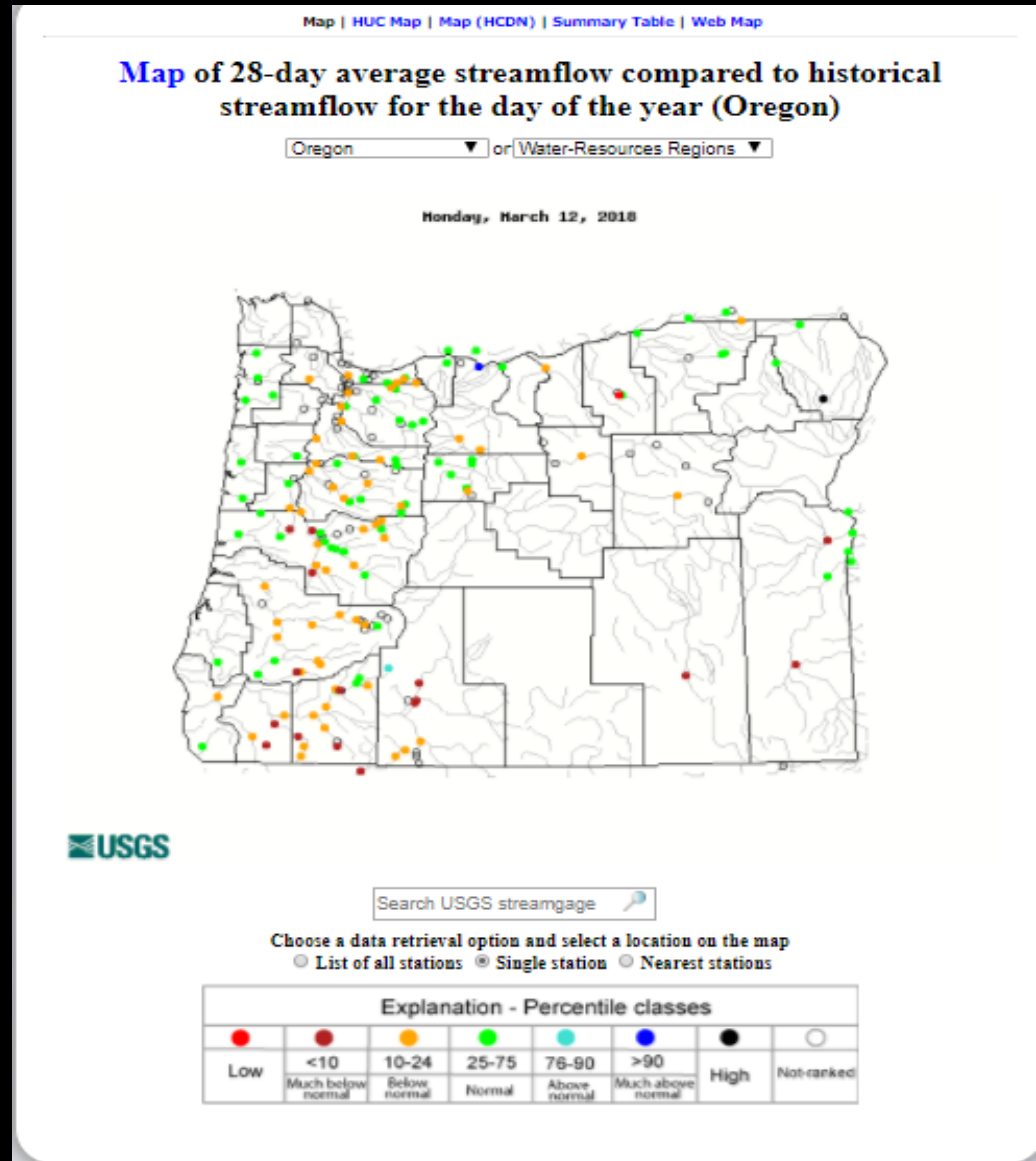 Map | HUC Map | Map (HCDN) | Summary Table | Web Map
Map of 28-day average streamflow compared to historical
streamflow for the day of the year (Oregon)
Oregon or Water-Resources Regions
Monday, March 12, 2018
USGS
Search USGS streamgage
Choose a data retrieval option and select a location on the map
List of all stations Single station Nearest stations
Explanation - Percentile classes
Low <10 10-24 25-75 76-90 >90 High Not-ranked
Much below normal Below normal Normal Above normal Much above normal